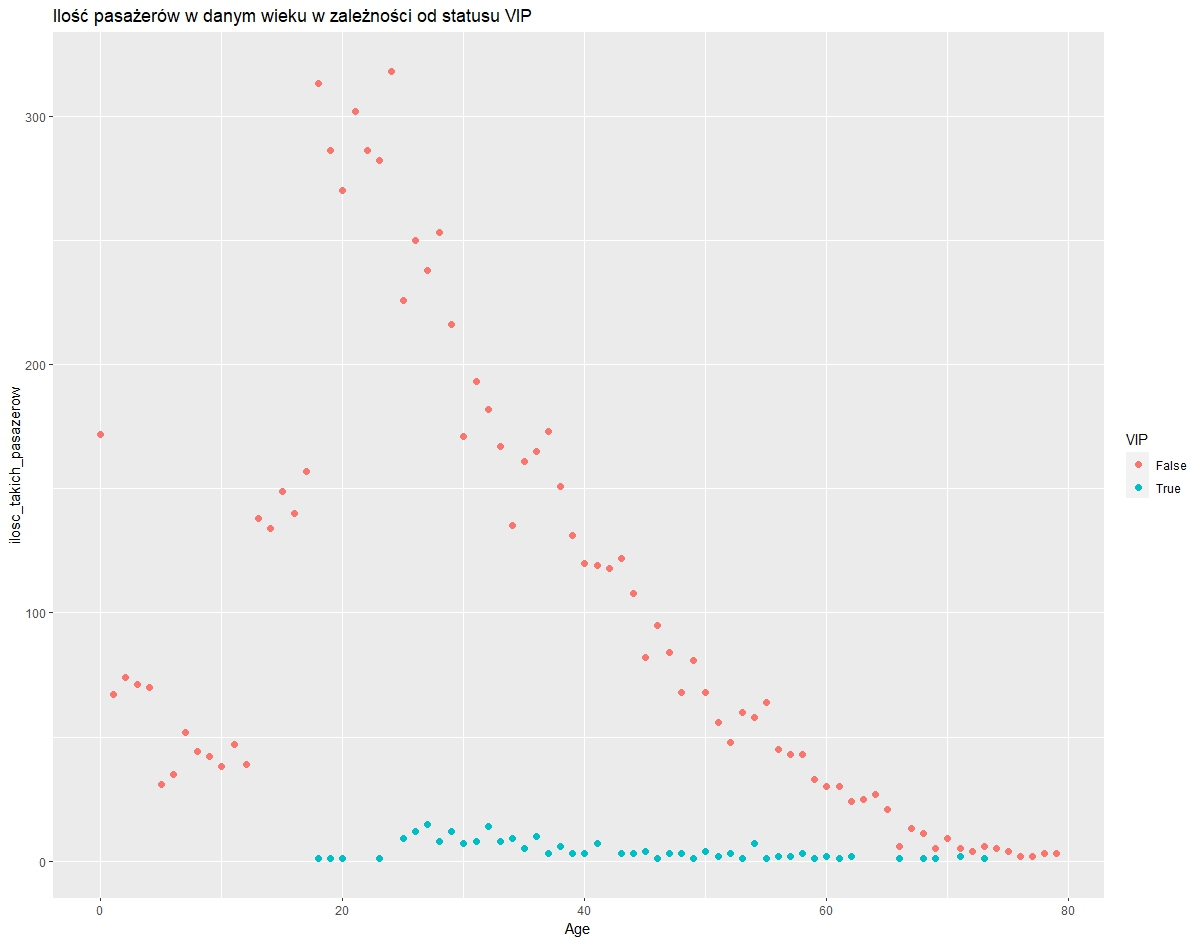 Ilość pasażerów w danym wieku w zależności od statusu VIP
300
200
100
0
ilosc_takich_pasazerow
0 20 40 60 80
Age
VIP
False
True